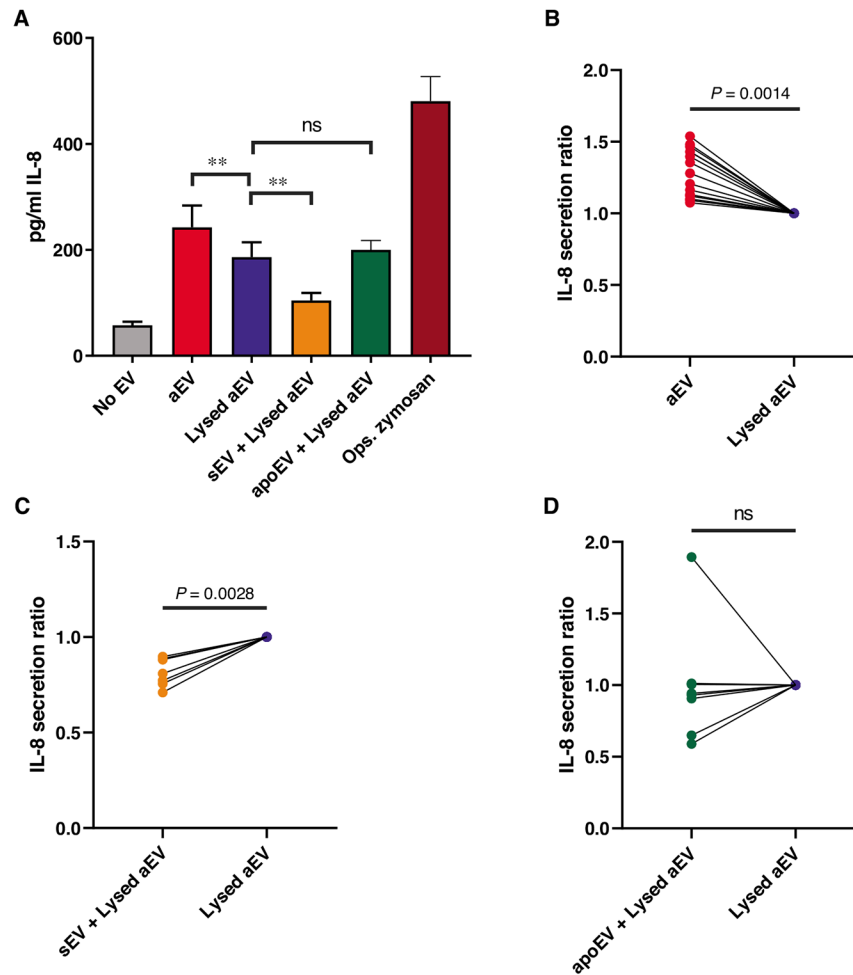 A
pg/ml IL-8
600
400
200
0
**
**
ns
No EV
aEV
Lysed aEV
sEV + Lysed aEV
apoEV + Lysed aEV
Ops. zymosan
B
IL-8 secretion ratio
2.0
1.5
1.0
0.5
0.0
P = 0.0014
aEV
Lysed aEV
C
IL-8 secretion ratio
1.5
1.0
0.5
0.0
P = 0.0028
sEV + Lysed aEV
Lysed aEV
D
IL-8 secretion ratio
2.0
1.5
1.0
0.5
0.0
ns
apoEV + Lysed aEV
Lysed aEV